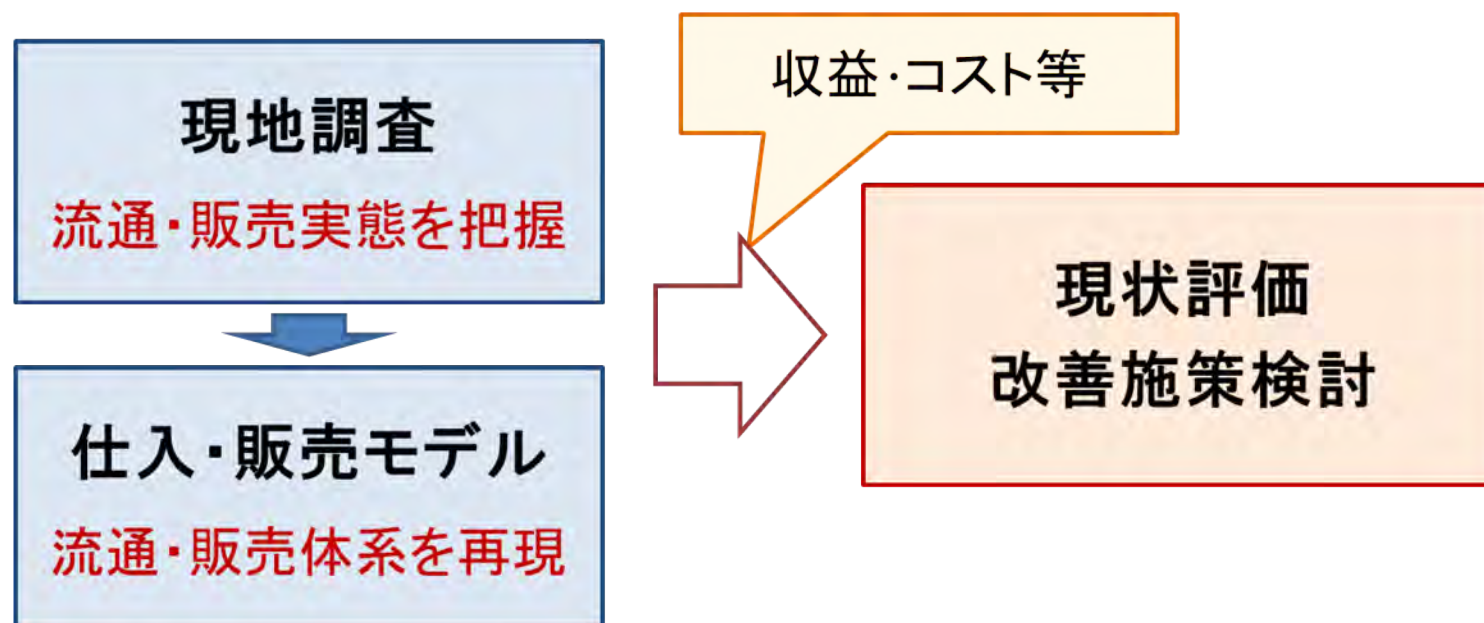 現地調査
流通・販売実態を把握
仕入・販売モデル
流通・販売体系を再現
収益・コスト等
現状評価
改善施策検討